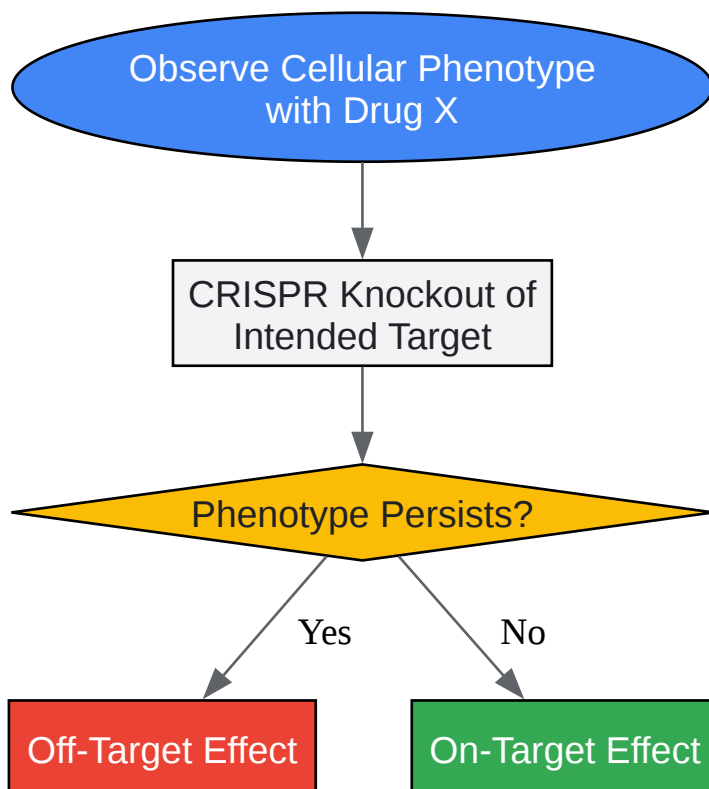 Observe Cellular Phenotype
with Drug X
CRISPR Knockout of
Intended Target
Phenotype Persists?
Yes
No
Off-Target Effect
On-Target Effect